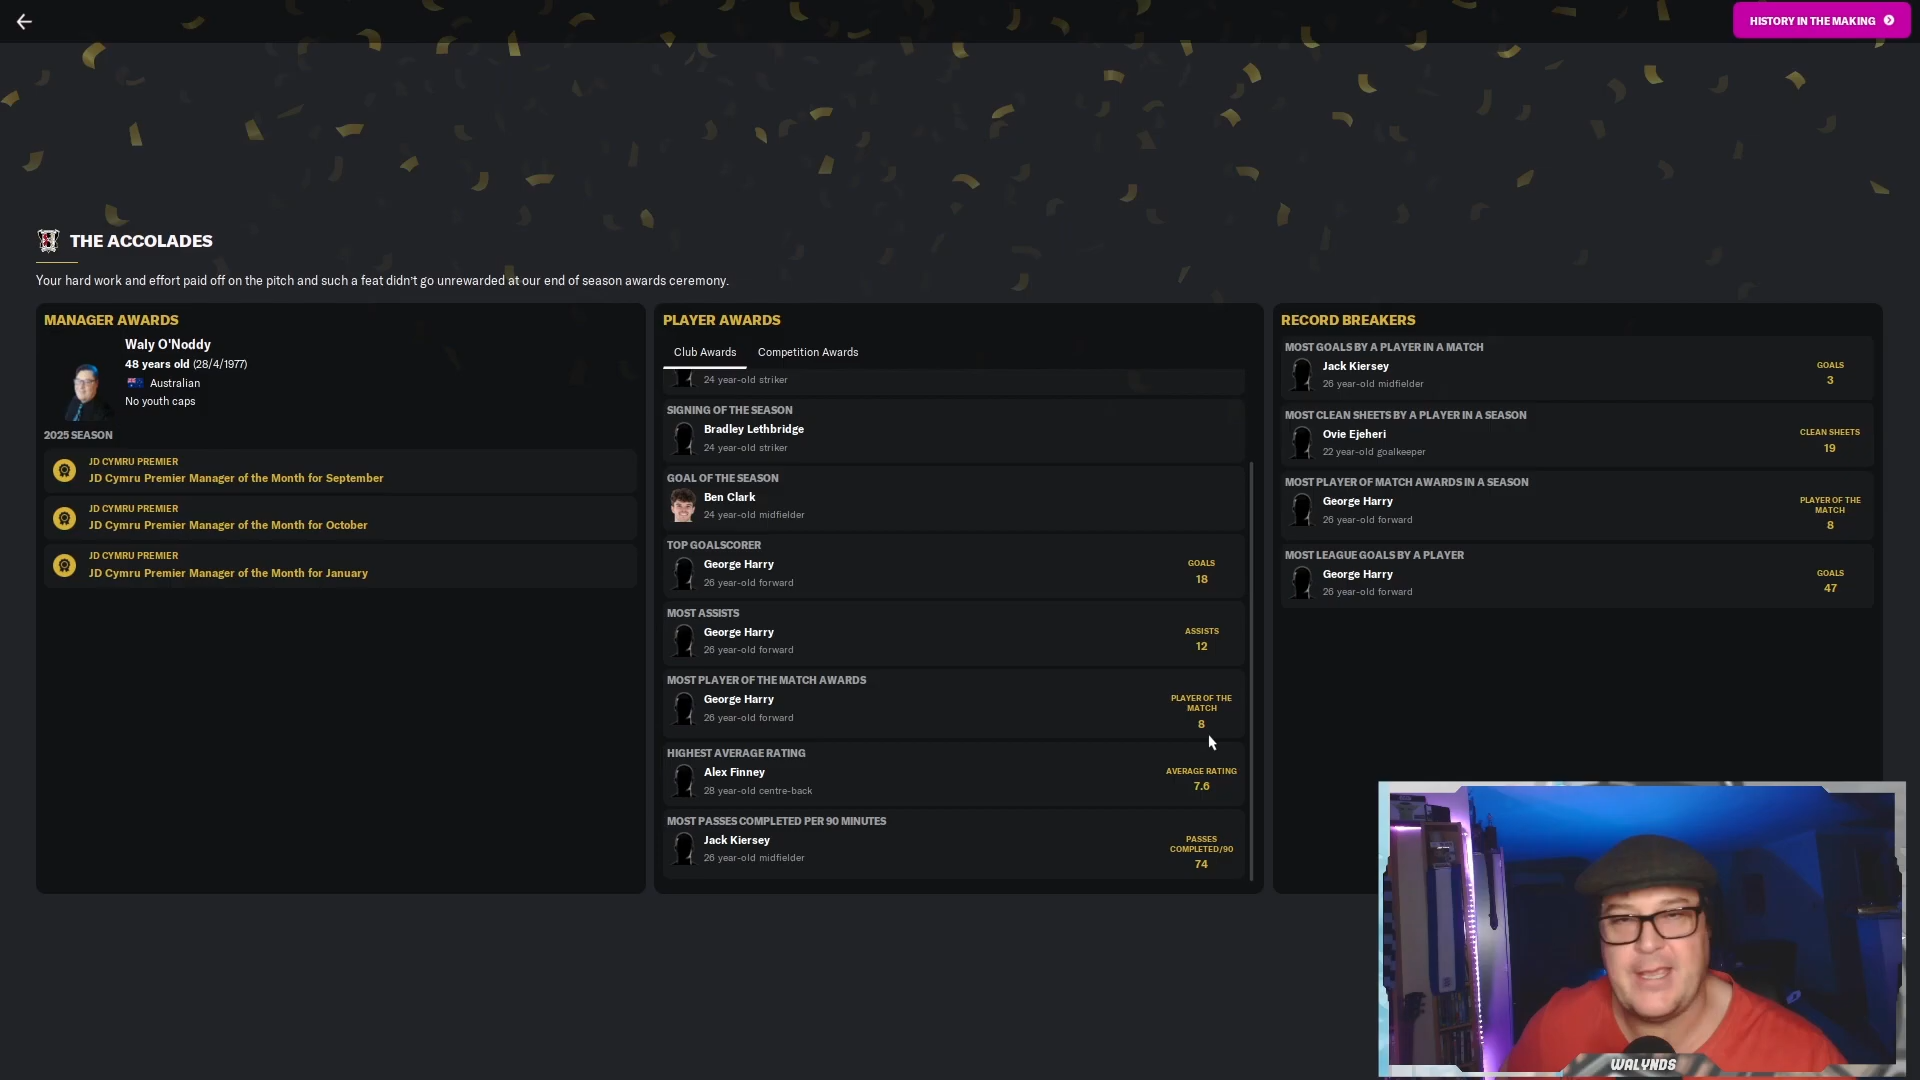 HISTORY IN THE MAKING
THE ACCOLADES
Your hard work and effort paid off on the pitch and such a feat didn't go unrewarded at our end of season awards ceremony.
MANAGER AWARDS
Waly O'Noddy
48 years old (28/4/1977)
Australian
No youth caps
2025 SEASON
JD CYMRU PREMIER
JD Cymru Premier Manager of the Month for September
JD CYMRU PREMIER
JD Cymru Premier Manager of the Month for October
JD CYMRU PREMIER
JD Cymru Premier Manager of the Month for January
PLAYER AWARDS
Club Awards Competition Awards
24 year-old striker
SIGNING OF THE SEASON
Bradley Lethbridge
24 year-old striker
GOAL OF THE SEASON
Ben Clark
24 year-old midfielder
TOP GOALSCORER
George Harry
26 year-old forward
GOALS
18
MOST ASSISTS
George Harry
26 year-old forward
ASSISTS
12
MOST PLAYER OF THE MATCH AWARDS
George Harry
26 year-old forward
PLAYER OF THE
MATCH
8
HIGHEST AVERAGE RATING
Alex Finney
28 year-old centre-back
AVERAGE RATING
7.6
MOST PASSES COMPLETED PER 90 MINUTES
Jack Kiersey
26 year-old midfielder
PASSES
COMPLETED/90
74
RECORD BREAKERS
MOST GOALS BY A PLAYER IN A MATCH
Jack Kiersey
26 year-old midfielder
GOALS
3
MOST CLEAN SHEETS BY A PLAYER IN A SEASON
Ovie Ejeheri
22 year-old goalkeeper
CLEAN SHEETS
19
MOST PLAYER OF MATCH AWARDS IN A SEASON
George Harry
26 year-old forward
PLAYER OF THE
MATCH
8
MOST LEAGUE GOALS BY A PLAYER
George Harry
26 year-old forward
GOALS
47
WALYNDS